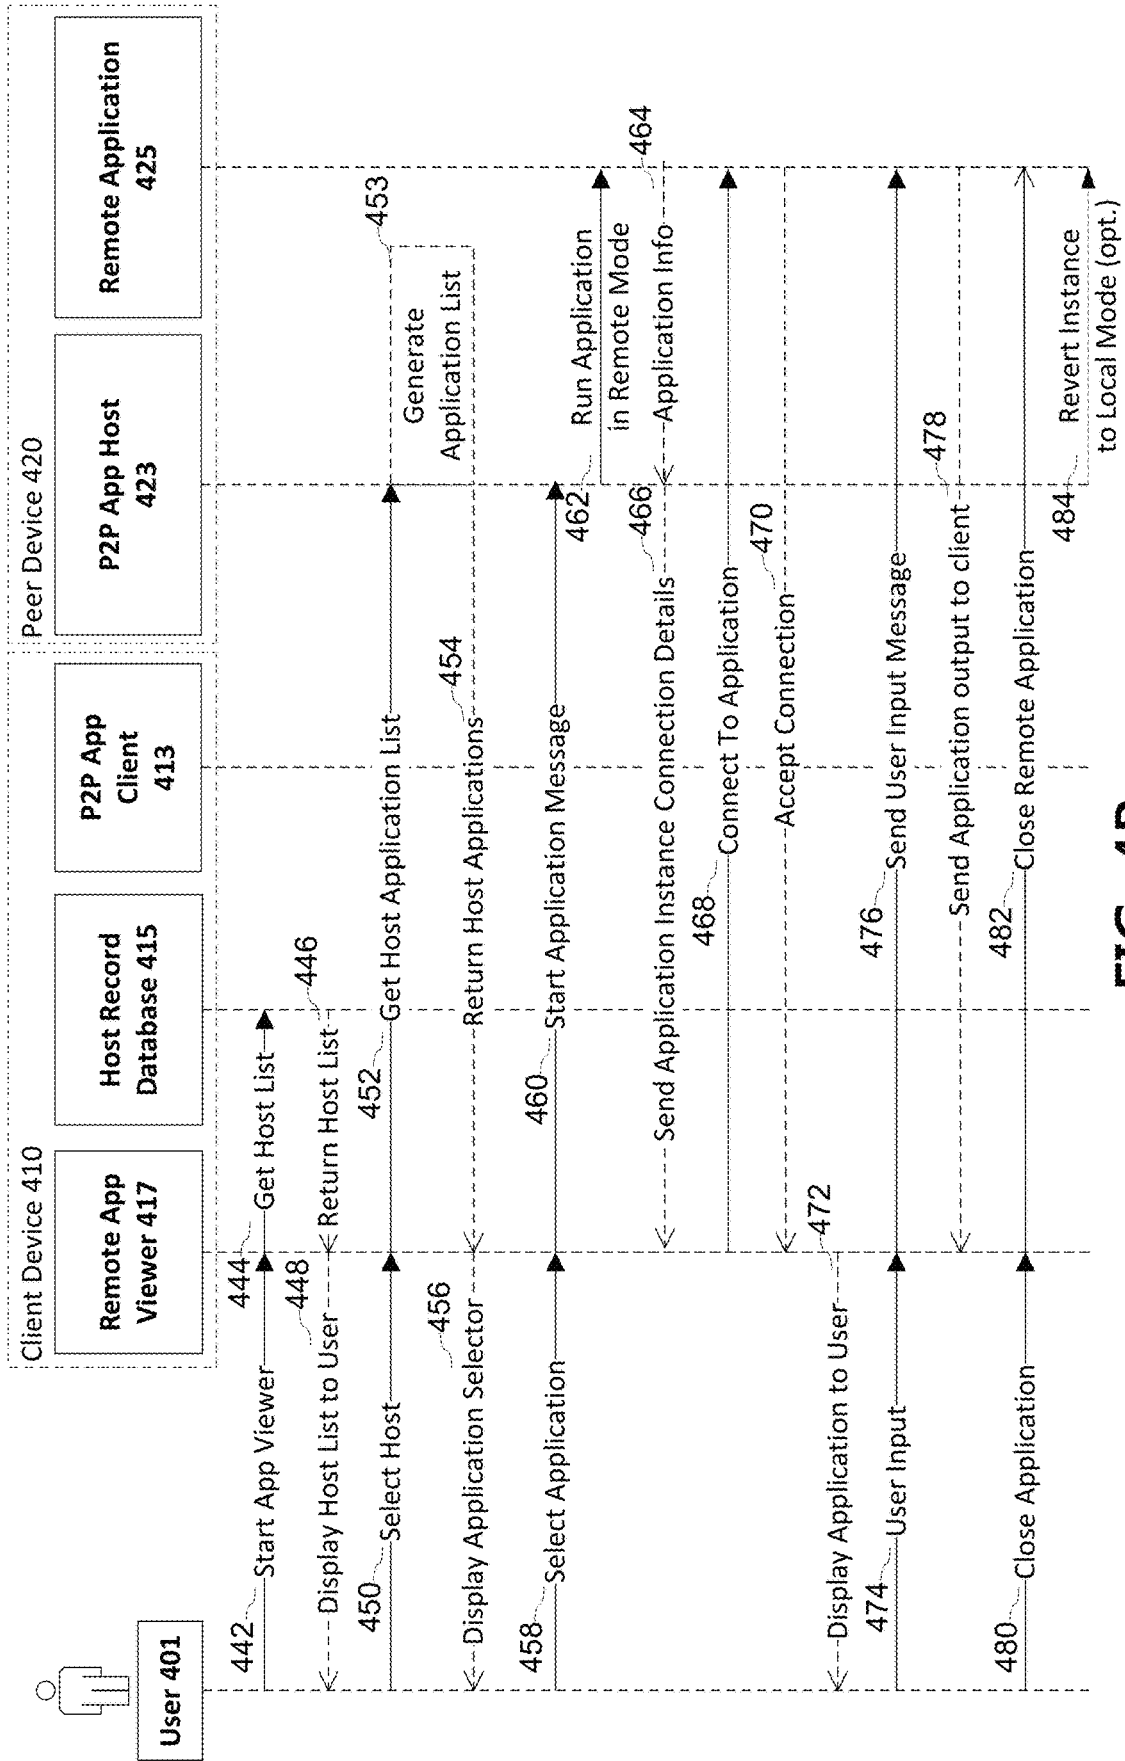 Client Device 410
Peer Device 420
User 401
Remote App
Viewer 417
Host Record
Database 415
P2P App
Client
413
P2P App Host
423
Remote Application
425
442
Start App Viewer
444
Get Host List
446
Return Host List
448
Display Host List to User
450
Select Host
452
Get Host Application List
453
Generate
Application List
454
Return Host Applications
456
Display Application Selector
458
Select Application
460
Start Application Message
462
Run Application
in Remote Mode
464
Application Info
466
Send Application Instance Connection Details
468
Connect To Application
470
Accept Connection
472
Display Application to User
474
User Input
476
Send User Input Message
478
Send Application output to client
480
Close Application
482
Close Remote Application
484
Revert Instance
to Local Mode (opt.)